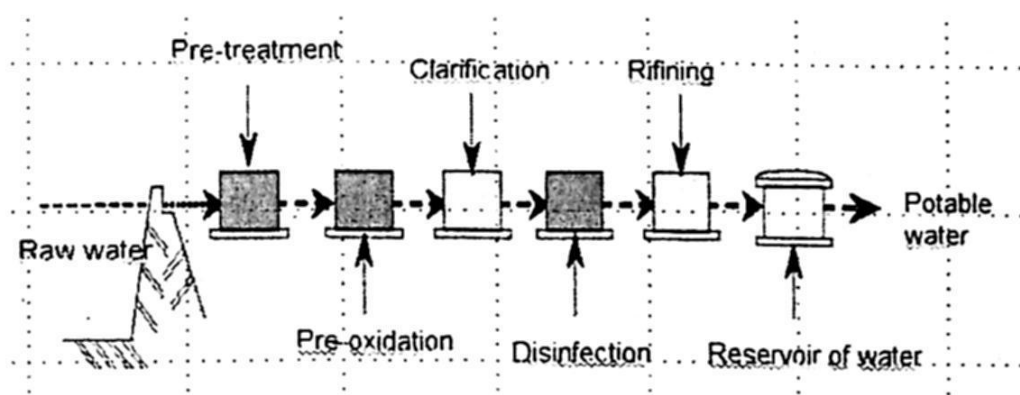 Pre-treatment
Clarification
Rifining
Raw water
Potable
water
Pre-oxidation
Disinfection
Reservoir of water